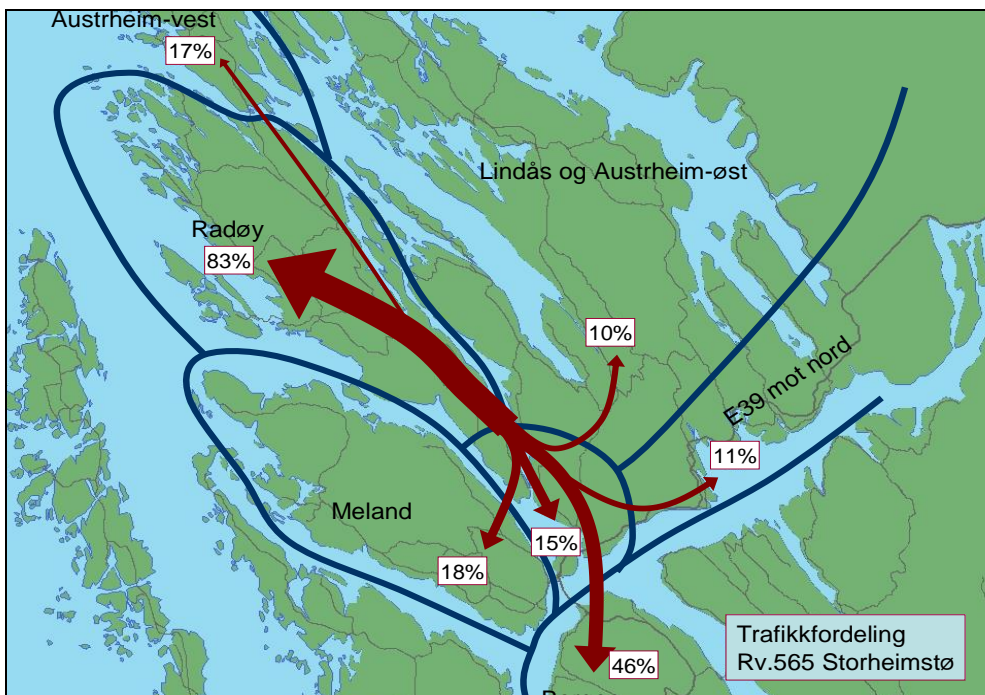 Austrheim-vest
17%
Lindås og Austrheim-øst
Radøy
83%
10%
E39 mot nord
11%
Meland
15%
18%
46%
Trafikkfordeling
Rv.565 Storheimstø